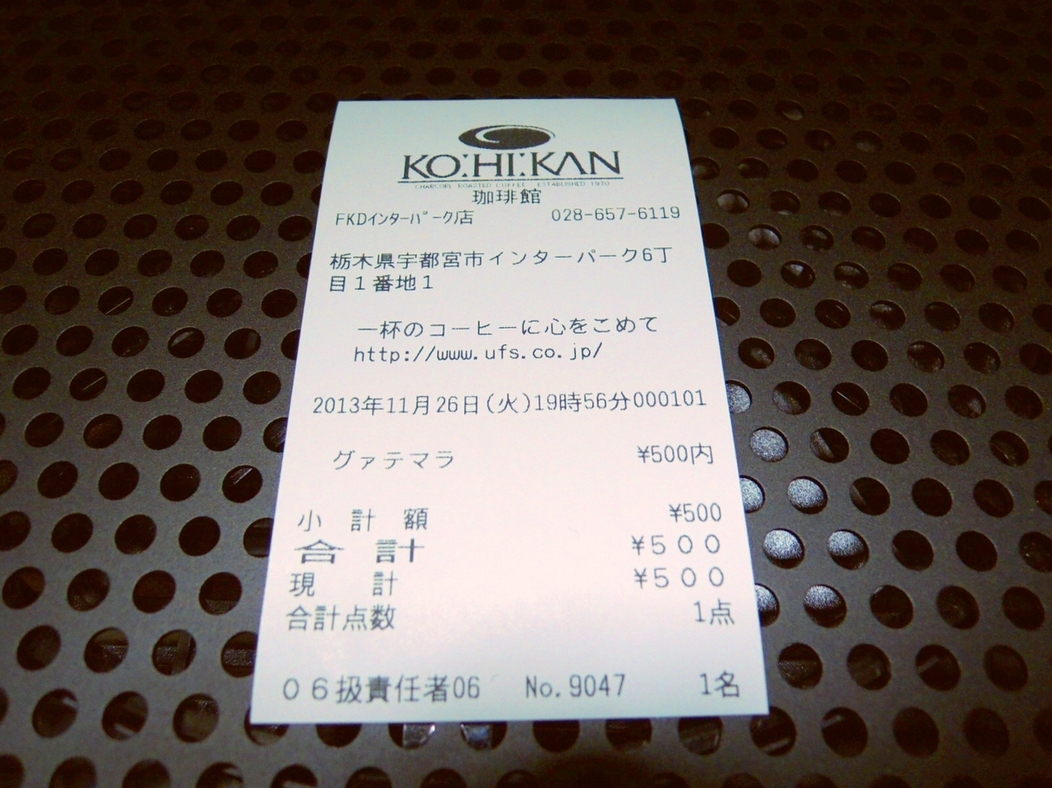 KO:HI:KAN
CHARCOAL ROASTED COFFEE ESTABLISHED 1970
珈琲館
FKDインターパーク店 028-657-6119
栃木県宇都宮市インターパーク6丁
目1番地1
一杯のコーヒーに心をこめて
http://www.ufs.co.jp/
2013年11月26日(火)19時56分000101
グァテマラ ¥500内
小計額 ¥500
合計 ¥500
現計 ¥500
合計点数 1点
06扱責任者06 No.9047 1名